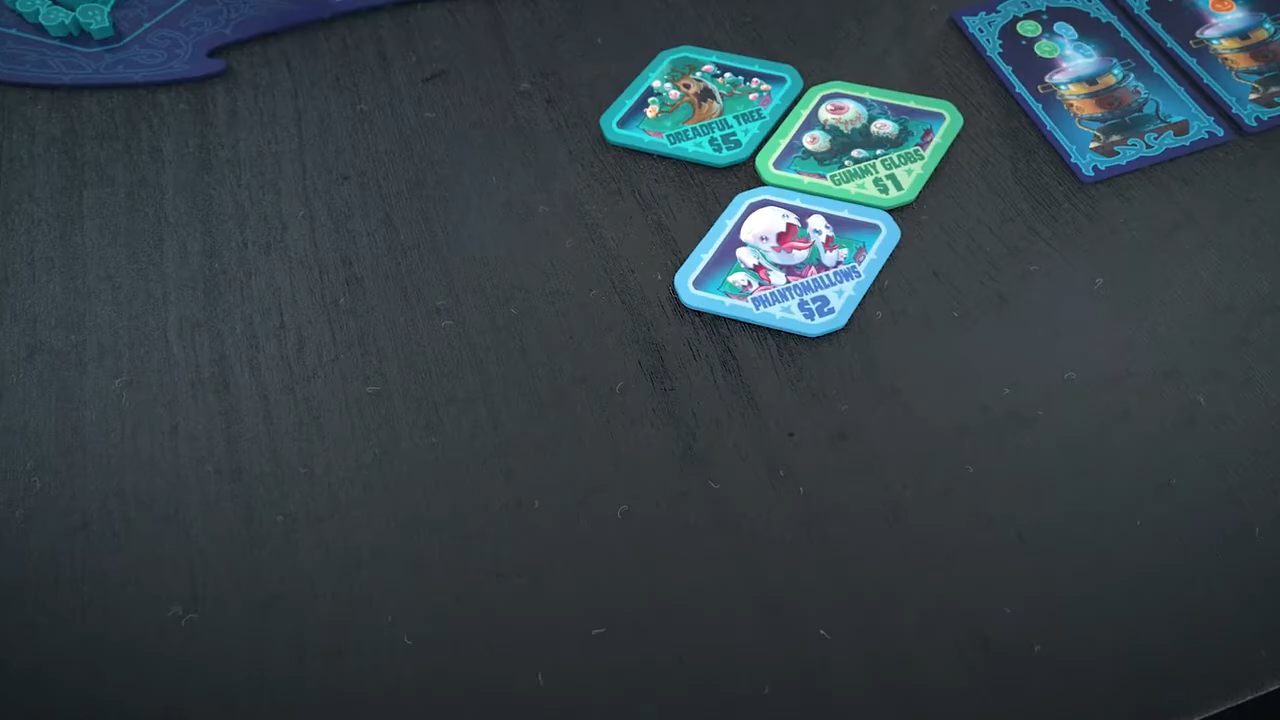 DREADFUL TREE
$5
GUMMY GLOBS
$1
PHANTOMALLOWS
$2